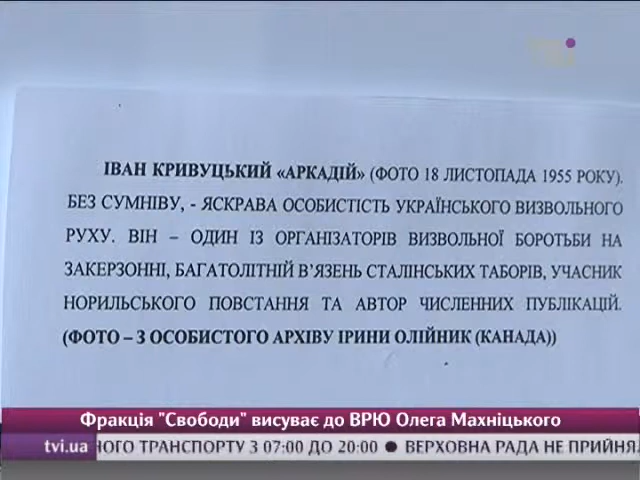 ІВАН КРИВУЦЬКИЙ «АРКАДІЙ» (ФОТО 18 ЛИСТОПАДА 1955 РОКУ).
БЕЗ СУМНІВУ, - ЯСКРАВА ОСОБИСТІСТЬ УКРАЇНСЬКОГО ВИЗВОЛЬНОГО
РУХУ. ВІН – ОДИН ІЗ ОРГАНІЗАТОРІВ ВИЗВОЛЬНОЇ БОРОТЬБИ НА
ЗАКЕРЗОННІ, БАГАТОЛІТНІЙ В’ЯЗЕНЬ СТАЛІНСЬКИХ ТАБОРІВ, УЧАСНИК
НОРИЛЬСЬКОГО ПОВСТАННЯ ТА АВТОР ЧИСЛЕННИХ ПУБЛІКАЦІЙ.
(ФОТО – З ОСОБИСТОГО АРХІВУ ІРИНИ ОЛІЙНИК (КАНАДА))
Фракція "Свободи" висуває до ВРЮ Олега Махніцького
tvi.ua НОГО ТРАНСПОРТУ З 07:00 ДО 20:00 ● ВЕРХОВНА РАДА НЕ ПРИЙНЯ